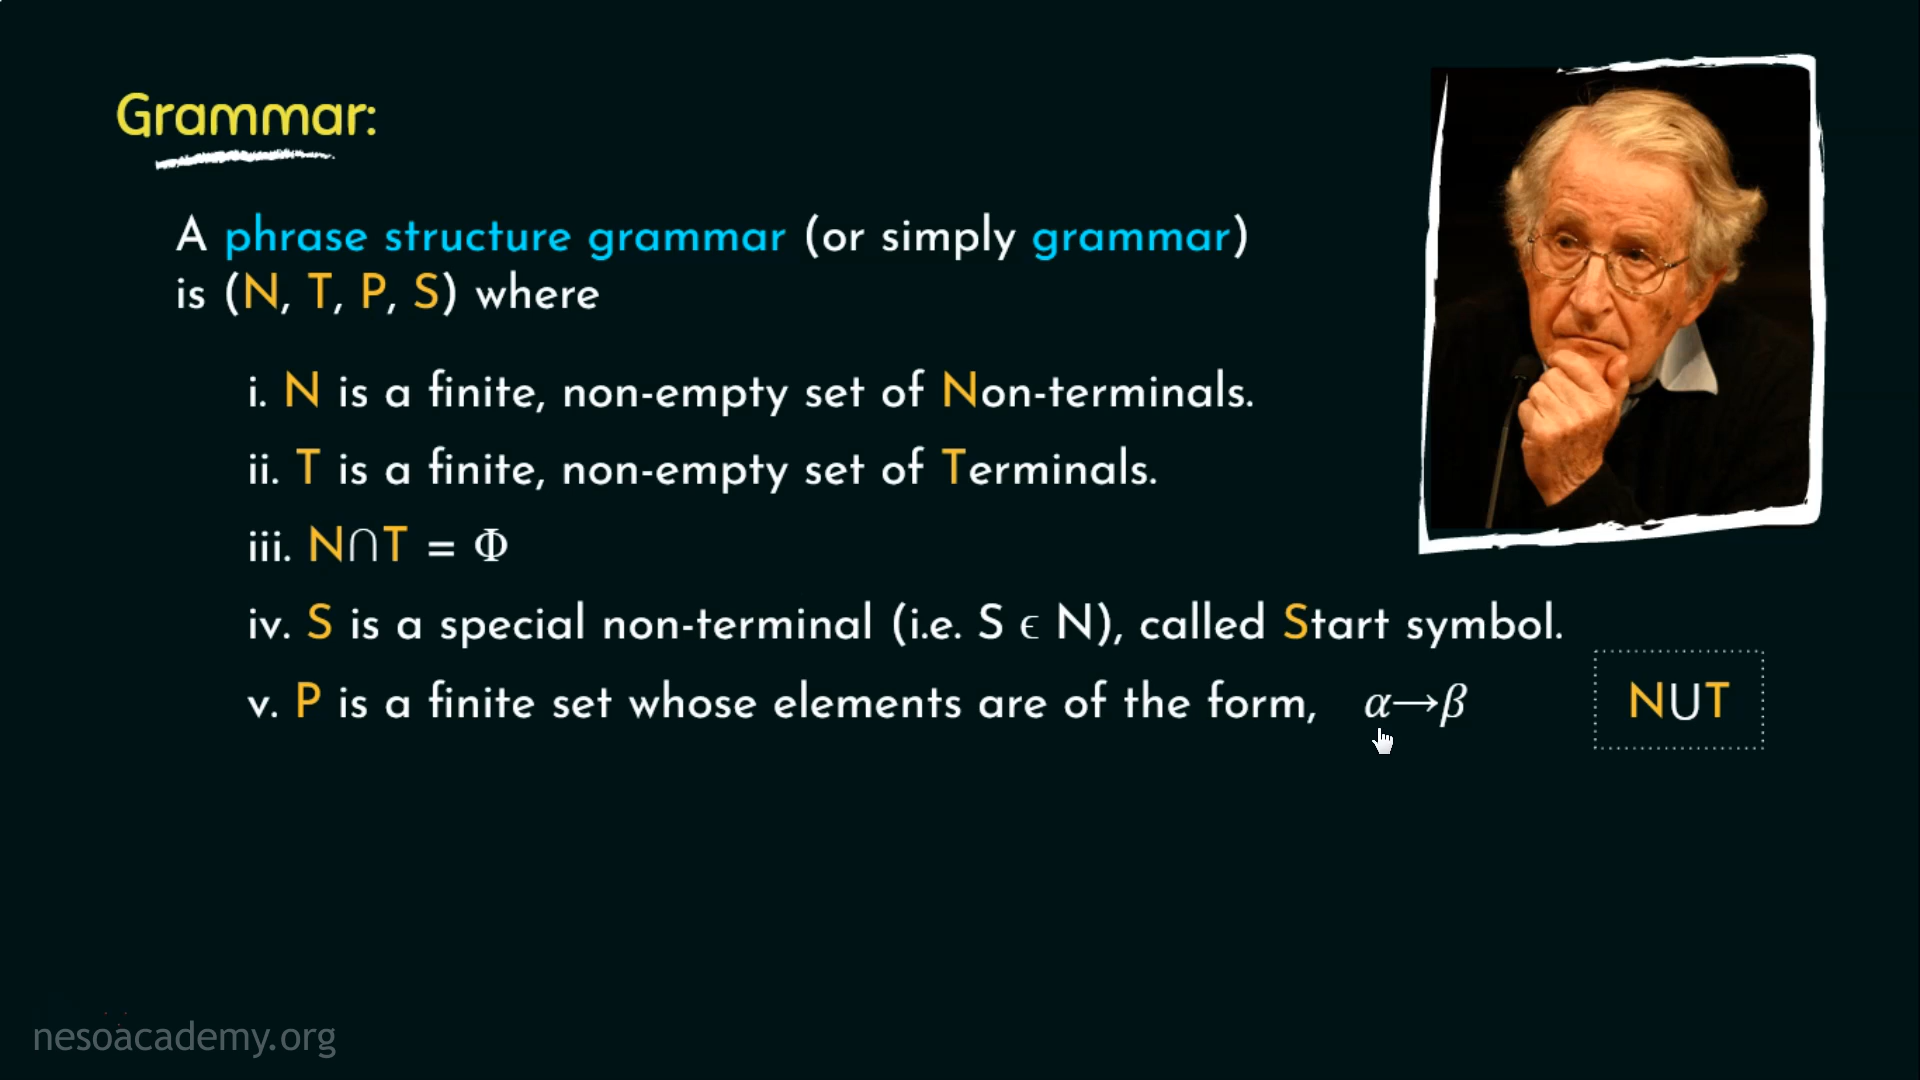 Grammar:
A phrase structure grammar (or simply grammar)
is (N, T, P, S) where
i. N is a finite, non-empty set of Non-terminals.
ii. T is a finite, non-empty set of Terminals.
iii. N∩T = Φ
iv. S is a special non-terminal (i.e. S ϵ N), called Start symbol.
v. P is a finite set whose elements are of the form, α→β
N∪T
nesoacademy.org